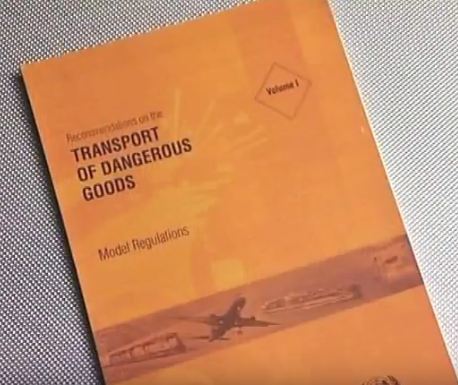 Recommendations on the
TRANSPORT
OF DANGEROUS
GOODS
Volume I
Model Regulations